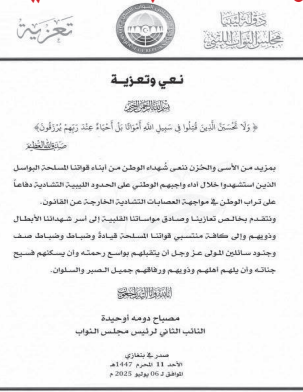 دولة ليبيا
مجلس النواب الليبي
تعزية
نعي وتعزية
بسم الله الرحمن الرحيم
﴿ وَلَا تَحْسَبَنَّ الَّذِينَ قُتِلُوا فِي سَبِيلِ اللَّهِ أَمْوَاتًا بَلْ أَحْيَاءٌ عِندَ رَبِّهِمْ يُرْزَقُونَ﴾
صدق الله العظيم
بمزيد من الأسى والحزن ننعى شهداء الوطن من أبناء قواتنا المسلحة البواسل
الذين استشهدوا خلال أداء واجبهم الوطني على الحدود الليبية التشادية دفاعاً
على تراب الوطن في مواجهة العصابات التشادية الخارجة عن القانون.
ونتقدم بخالص تعازينا وصادق مواساتنا القلبية إلى أسر شهدائنا الأبطال
وذويهم وإلى كافة منتسبي قواتنا المسلحة قيادةً وضباط وضباط صف
وجنود سائلين المولى عز وجل أن يتقبلهم بواسع رحمته وأن يسكنهم فسيح
جناته وأن يلهم أهلهم وذويهم ورفاقهم جميل الصبر والسلوان.
إنا لله وإنا إليه راجعون
مصباح دومه أوحيدة
النائب الثاني لرئيس مجلس النواب
صدر في بنغازي
الأحد 11 المحرم 1447هـ
الموافق لـ 06 يوليو 2025 م